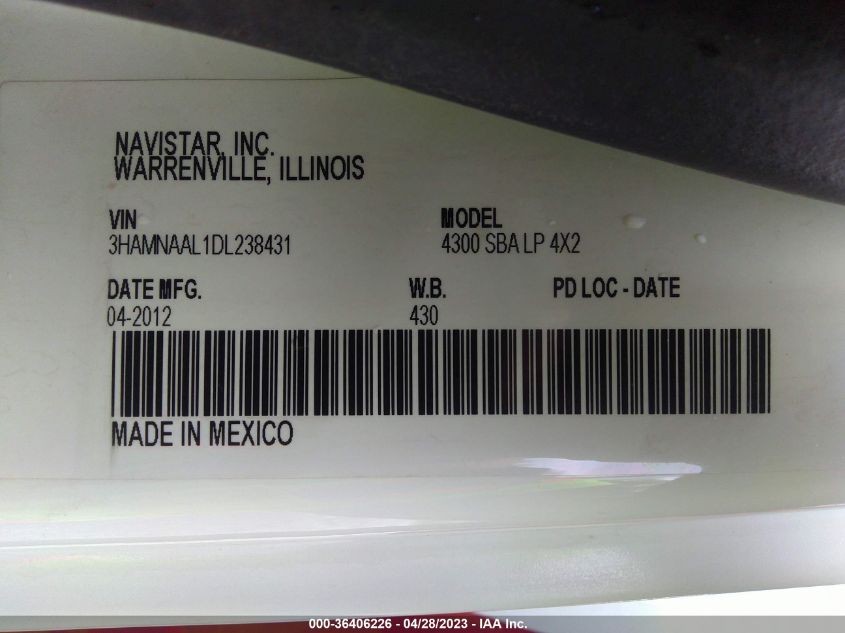 NAVISTAR, INC.
WARRENVILLE, ILLINOIS
VIN MODEL
3HAMNAAL1DL238431 4300 SBA LP 4X2
DATE MFG. W.B. PD LOC - DATE
04-2012 430
MADE IN MEXICO
000-36406226 - 04/28/2023 - IAA Inc.